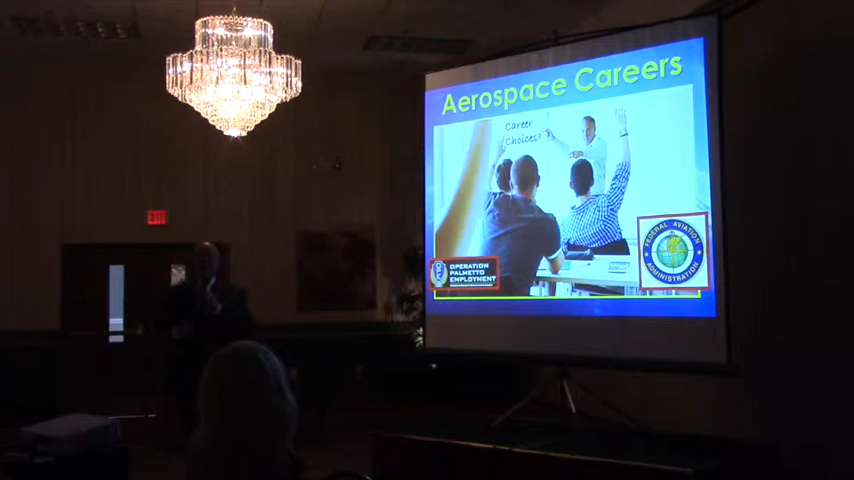 Aerospace Careers
Career
Choices?
EXIT
OPERATION
PALMETTO
EMPLOYMENT
FEDERAL AVIATION
ADMINISTRATION